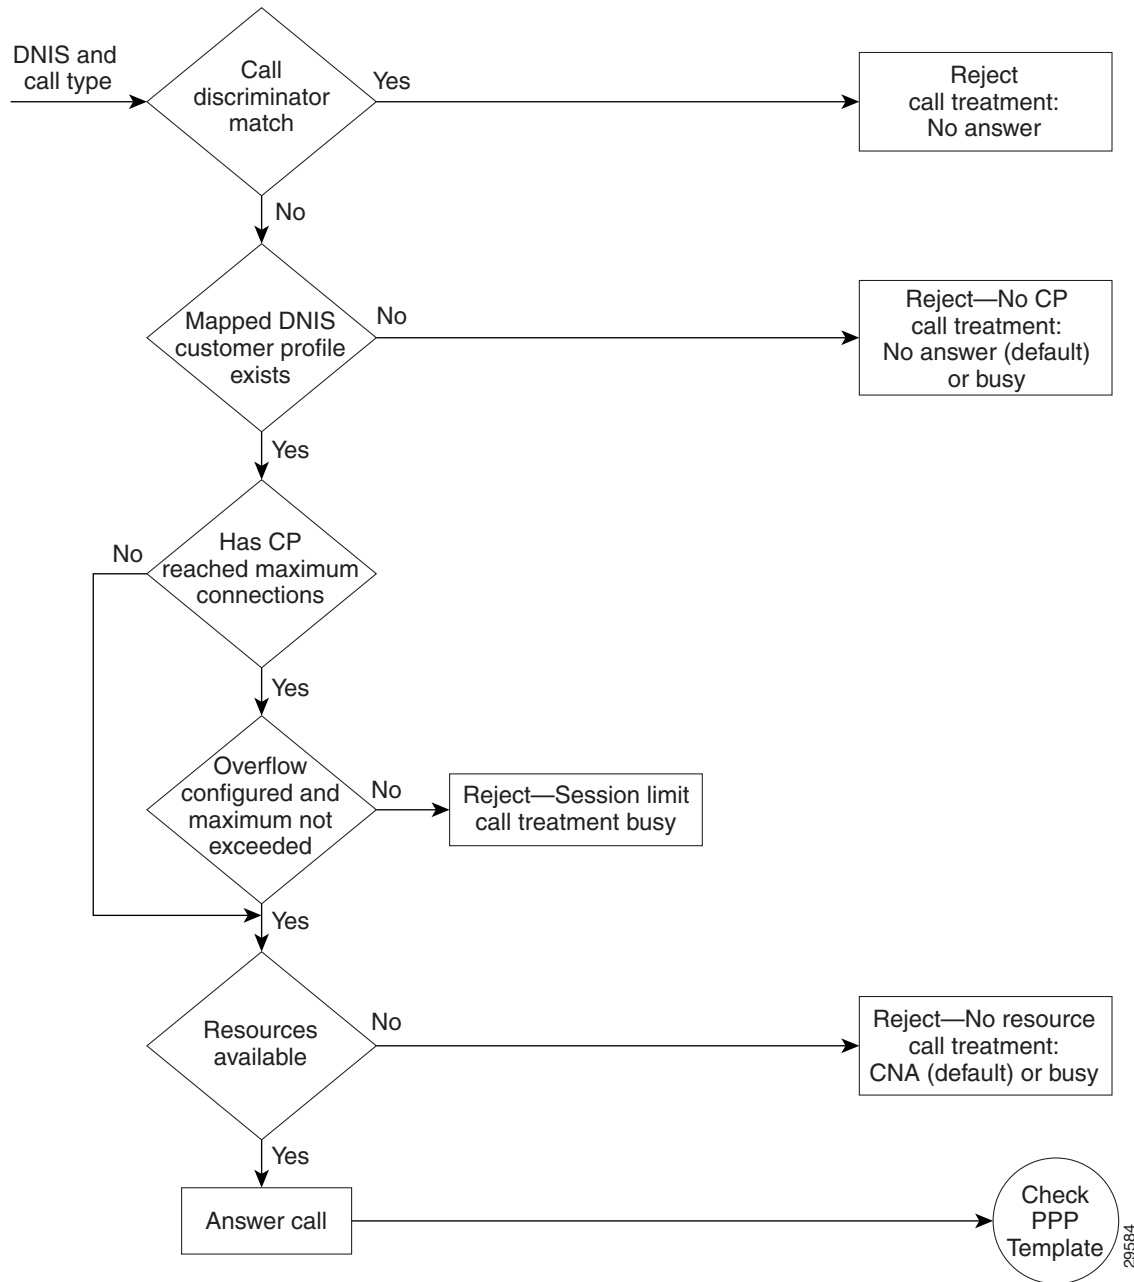 DNIS and
call type
Call
discriminator
match
Yes
Reject
call treatment:
No answer
No
Mapped DNIS
customer profile
exists
No
Reject—No CP
call treatment:
No answer (default)
or busy
Yes
Has CP
reached maximum
connections
No
Yes
Overflow
configured and
maximum not
exceeded
No
Reject—Session limit
call treatment busy
Yes
Resources
available
No
Reject—No resource
call treatment:
CNA (default) or busy
Yes
Answer call
Check
PPP
Template
29584